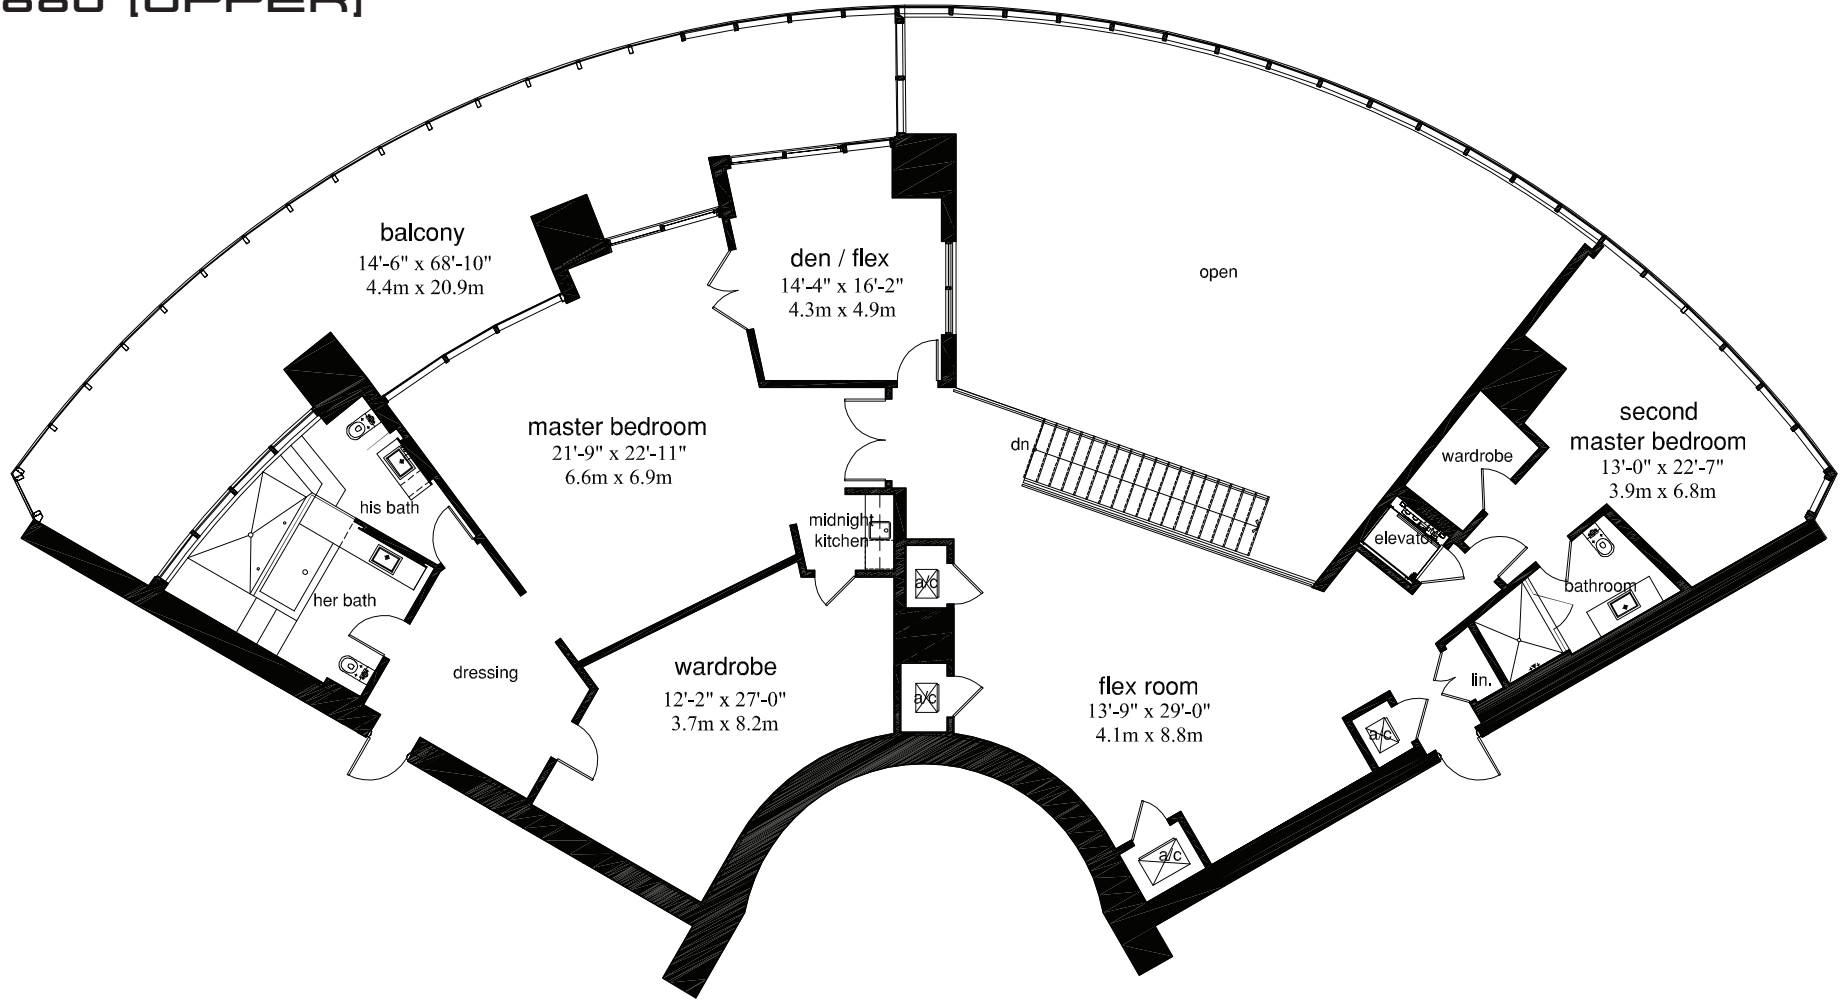 [UPPER]
balcony
14'-6" x 68'-10"
4.4m x 20.9m
den / flex
14'-4" x 16'-2"
4.3m x 4.9m
open
master bedroom
21'-9" x 22'-11"
6.6m x 6.9m
dn
second
master bedroom
13'-0" x 22'-7"
3.9m x 6.8m
wardrobe
his bath
midnight
kitchen
elevator
a/c
bathroom
her bath
dressing
wardrobe
12'-2" x 27'-0"
3.7m x 8.2m
a/c
flex room
13'-9" x 29'-0"
4.1m x 8.8m
lin.
a/c
a/c